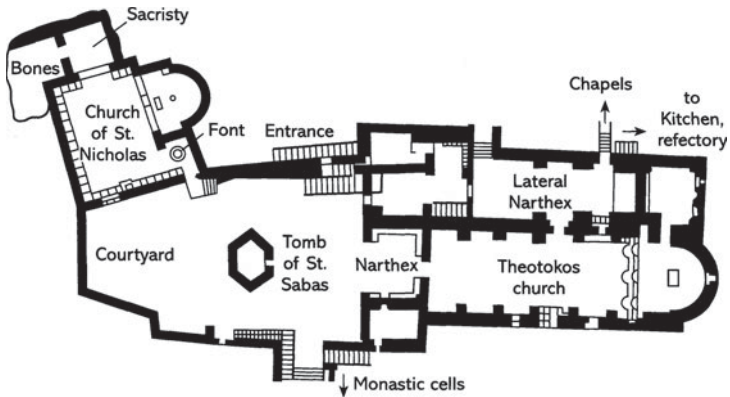 Sacristy
Bones
Church
of St.
Nicholas
Font
Entrance
Chapels
to
Kitchen,
refectory
Lateral
Narthex
Courtyard
Tomb
of St.
Sabas
Narthex
Theotokos
church
Monastic cells